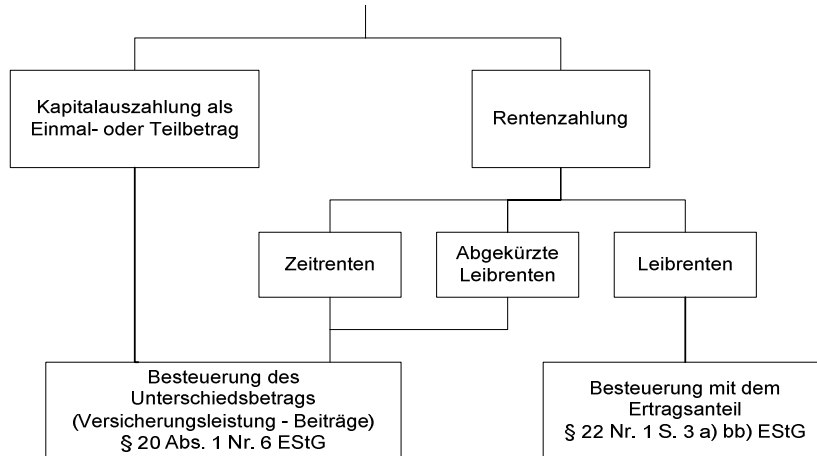 Kapitalauszahlung als
Einmal- oder Teilbetrag
Rentenzahlung
Zeitrenten
Abgekürzte
Leibrenten
Leibrenten
Besteuerung des
Unterschiedsbetrags
(Versicherungsleistung - Beiträge)
§ 20 Abs. 1 Nr. 6 EStG
Besteuerung mit dem
Ertragsanteil
§ 22 Nr. 1 S. 3 a) bb) EStG